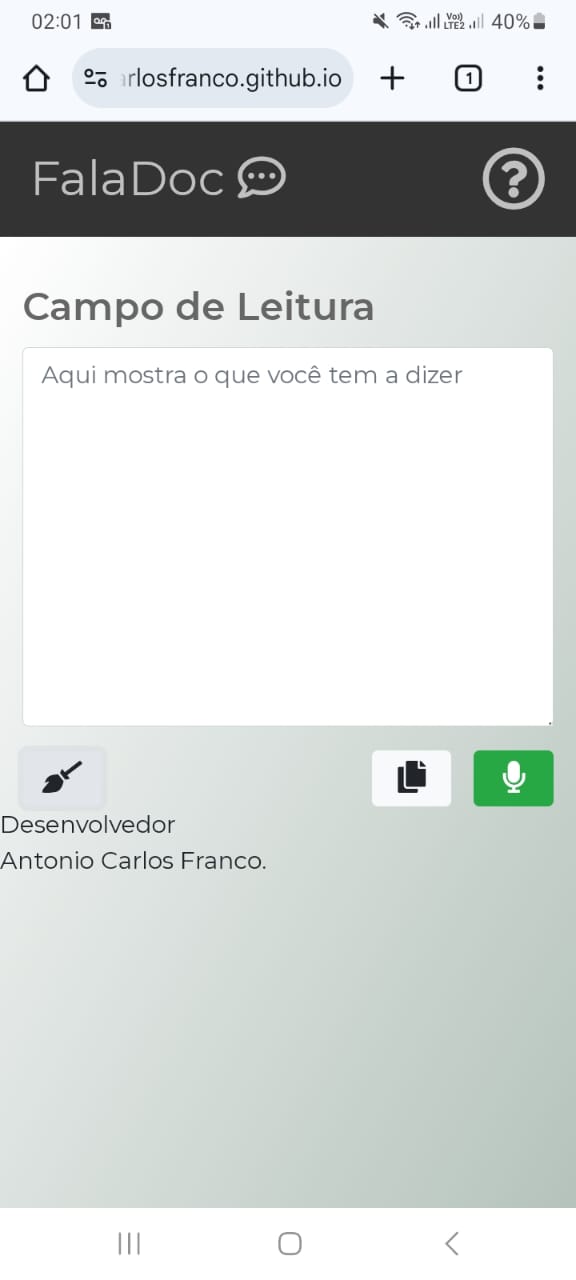 02:01
Vo))
LTE2
40%
arlosfranco.github.io
1
FalaDoc
Campo de Leitura
Aqui mostra o que você tem a dizer
Desenvolvedor
Antonio Carlos Franco.